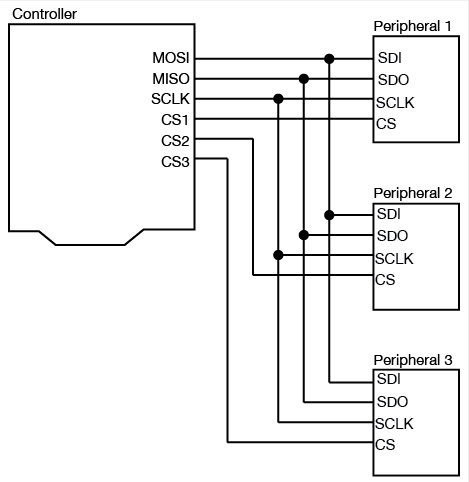 Controller
MOSI
MISO
SCLK
CS1
CS2
CS3
Peripheral 1
SDI
SDO
SCLK
CS
Peripheral 2
SDI
SDO
SCLK
CS
Peripheral 3
SDI
SDO
SCLK
CS